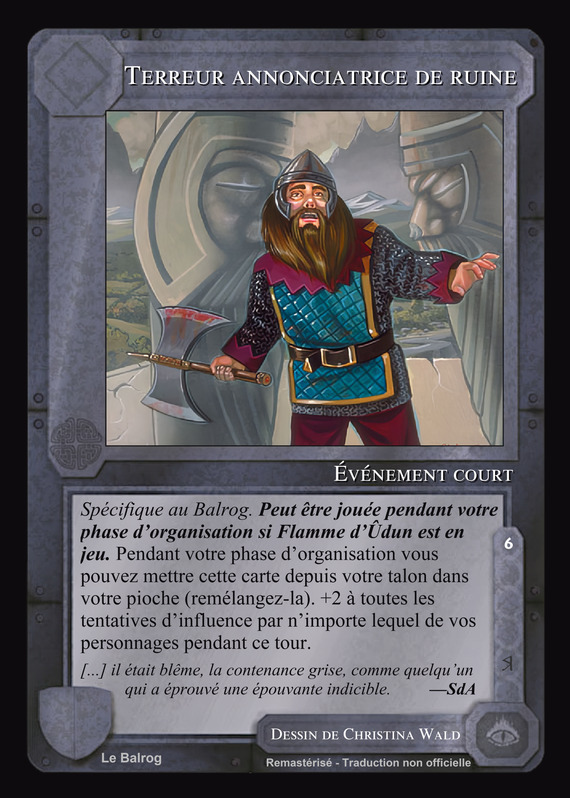 Terreur annonciatrice de ruine
Événement court
Spécifique au Balrog. Peut être jouée pendant votre
phase d'organisation si Flamme d'Ûdun est en
jeu. Pendant votre phase d'organisation vous
pouvez mettre cette carte depuis votre talon dans
votre pioche (remélangez-la). +2 à toutes les
tentatives d'influence par n'importe lequel de vos
personnages pendant ce tour.
[...] il était blême, la contenance grise, comme quelqu'un
qui a éprouvé une épouvante indicible. —SdA
6
Dessin de Christina Wald
Le Balrog
Remastérisé - Traduction non officielle